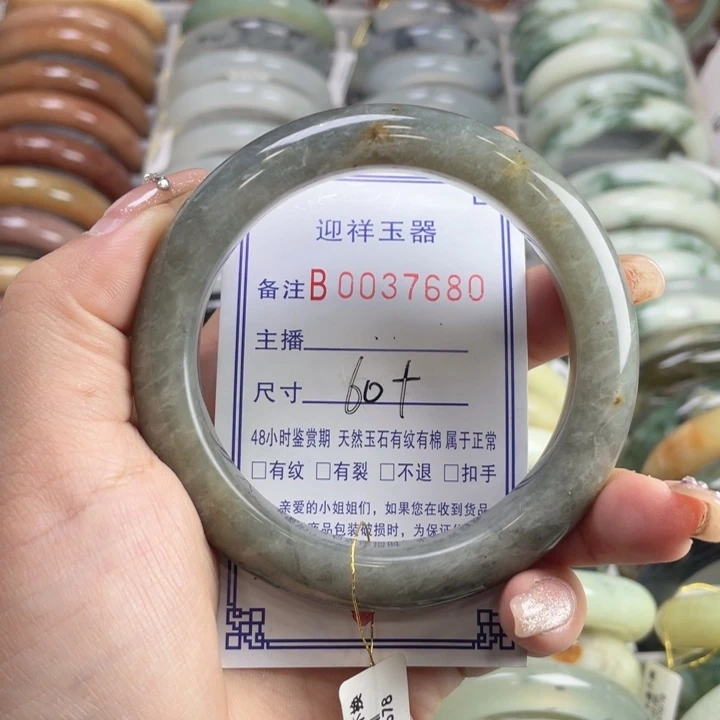 迎祥玉器
备注B0037680
主播
尺寸 60+
48小时鉴赏期 天然玉石有纹有棉 属于正常
□有纹 □有裂 □不退 □扣手
亲爱的小姐姐们,如果您在收到货品
商品包装破损时,为保证